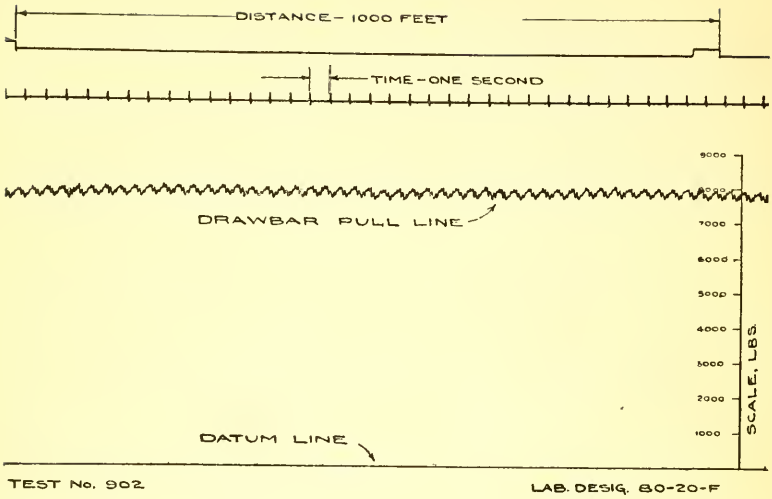 DISTANCE - 1000 FEET
TIME - ONE SECOND
9000
8000
DRAWBAR PULL LINE
7000
6000
5000
4000
3000
2000
1000
SCALE, LBS.
DATUM LINE
TEST No. 902
LAB. DESIG. 80-20-F